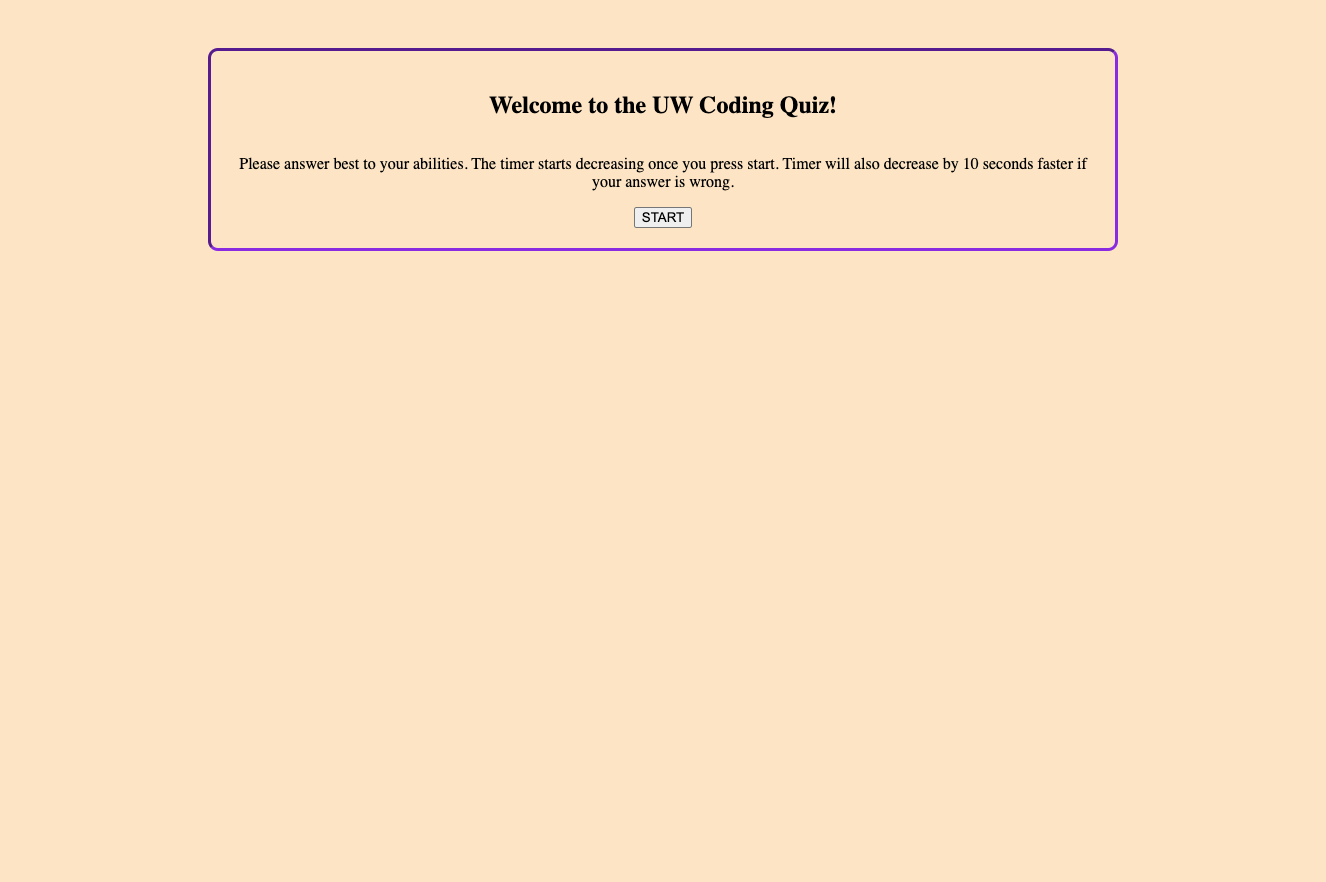 Welcome to the UW Coding Quiz!
Please answer best to your abilities. The timer starts decreasing once you press start. Timer will also decrease by 10 seconds faster if
your answer is wrong.
START